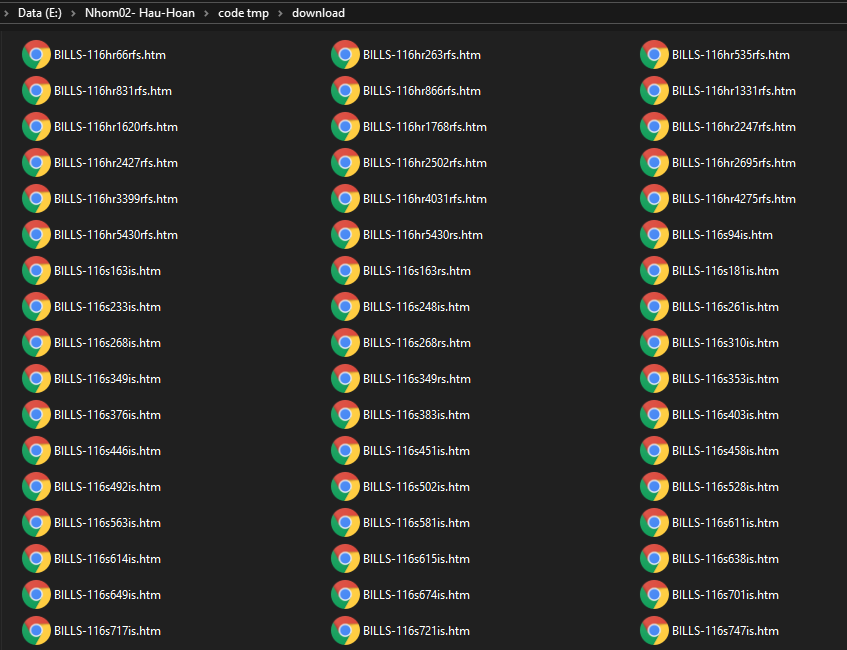 Data (E:) > Nhom02- Hau-Hoan > code tmp > download
BILLS-116hr66rfs.htm BILLS-116hr263rfs.htm BILLS-116hr535rfs.htm
BILLS-116hr831rfs.htm BILLS-116hr866rfs.htm BILLS-116hr1331rfs.htm
BILLS-116hr1620rfs.htm BILLS-116hr1768rfs.htm BILLS-116hr2247rfs.htm
BILLS-116hr2427rfs.htm BILLS-116hr2502rfs.htm BILLS-116hr2695rfs.htm
BILLS-116hr3399rfs.htm BILLS-116hr4031rfs.htm BILLS-116hr4275rfs.htm
BILLS-116hr5430rfs.htm BILLS-116hr5430rs.htm BILLS-116s94is.htm
BILLS-116s163is.htm BILLS-116s163rs.htm BILLS-116s181is.htm
BILLS-116s233is.htm BILLS-116s248is.htm BILLS-116s261is.htm
BILLS-116s268is.htm BILLS-116s268rs.htm BILLS-116s310is.htm
BILLS-116s349is.htm BILLS-116s349rs.htm BILLS-116s353is.htm
BILLS-116s376is.htm BILLS-116s383is.htm BILLS-116s403is.htm
BILLS-116s446is.htm BILLS-116s451is.htm BILLS-116s458is.htm
BILLS-116s492is.htm BILLS-116s502is.htm BILLS-116s528is.htm
BILLS-116s563is.htm BILLS-116s581is.htm BILLS-116s611is.htm
BILLS-116s614is.htm BILLS-116s615is.htm BILLS-116s638is.htm
BILLS-116s649is.htm BILLS-116s674is.htm BILLS-116s701is.htm
BILLS-116s717is.htm BILLS-116s721is.htm BILLS-116s747is.htm